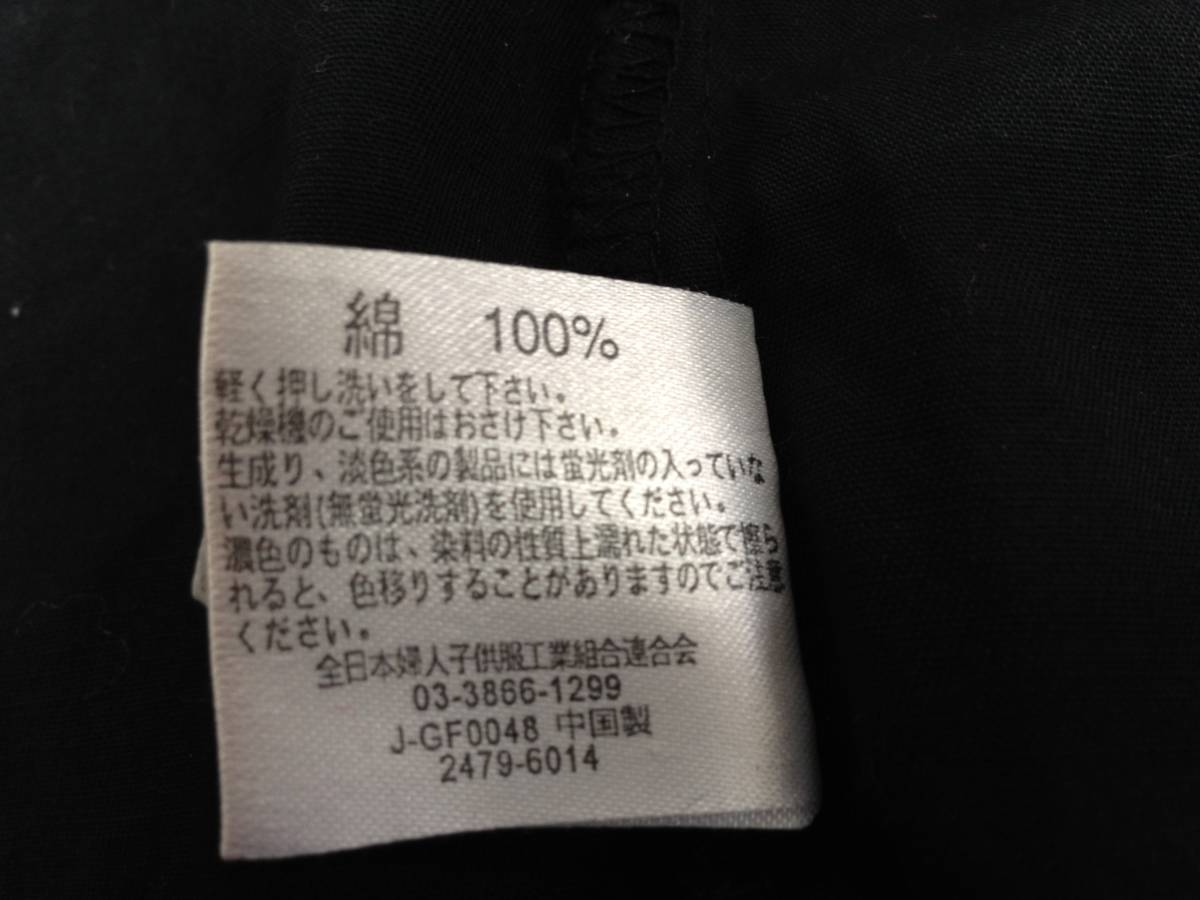 綿 100%
軽く押し洗いをして下さい。
乾燥機のご使用はおさけ下さい。
生成り、淡色系の製品には蛍光剤の入っていな
い洗剤(無蛍光洗剤)を使用してください。
濃色のものは、染料の性質上濡れた状態で擦ら
れると、色移りすることがありますのでご注意
ください。
全日本婦人子供服工業組合連合会
03-3866-1299
J-GF0048 中国製
2479-6014